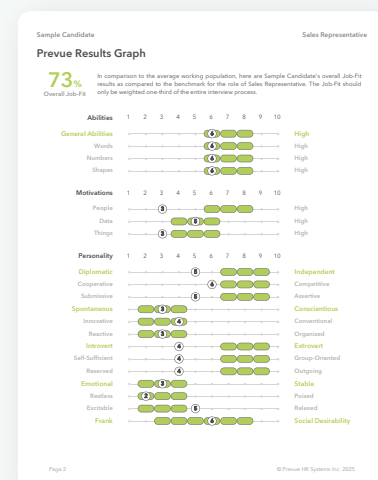 Sample Candidate Sales Representative
Prevue Results Graph
73%
Overall Job-Fit
In comparison to the average working population, here are Sample Candidate's overall Job-Fit
results as compared to the benchmark for the role of Sales Representative. The Job-Fit should
only be weighted one-third of the entire interview process.
Abilities 1 2 3 4 5 6 7 8 9 10
General Abilities 6 High
Words 6 High
Numbers 6 High
Shapes 6 High
Motivations 1 2 3 4 5 6 7 8 9 10
People 3 High
Data 5 High
Things 3 High
Personality 1 2 3 4 5 6 7 8 9 10
Diplomatic 5 Independent
Cooperative 6 Competitive
Submissive 5 Assertive
Spontaneous 3 Conscientious
Innovative 4 Conventional
Reactive 3 Organized
Introvert 4 Extrovert
Self-Sufficient 4 Group-Oriented
Reserved 4 Outgoing
Emotional 3 Stable
Restless 2 Poised
Excitable 5 Relaxed
Frank 6 Social Desirability
Page 2 © Prevue HR Systems Inc. 2025